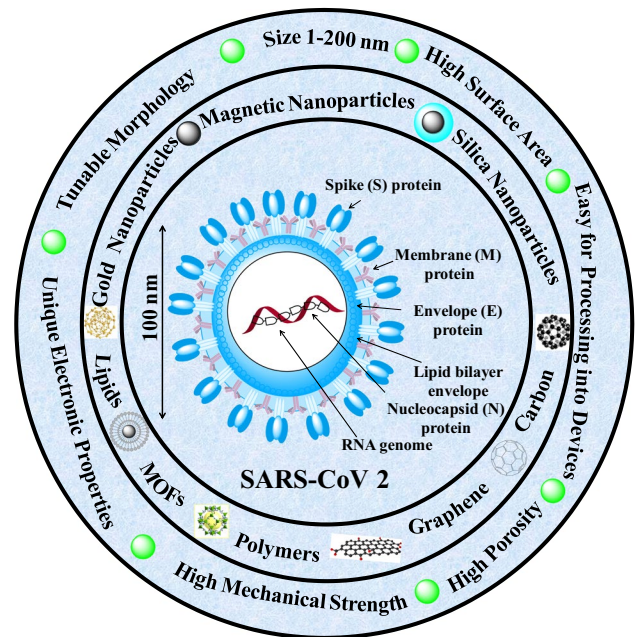 Size 1-200 nm
High Surface Area
Easy for Processing into Devices
High Porosity
High Mechanical Strength
Unique Electronic Properties
Tunable Morphology
Magnetic Nanoparticles
Silica Nanoparticles
Carbon
Graphene
Polymers
MOFs
Lipids
Gold Nanoparticles
Spike (S) protein
Membrane (M)
protein
Envelope (E)
protein
Lipid bilayer
envelope
Nucleocapsid (N)
protein
RNA genome
100 nm
SARS-CoV 2